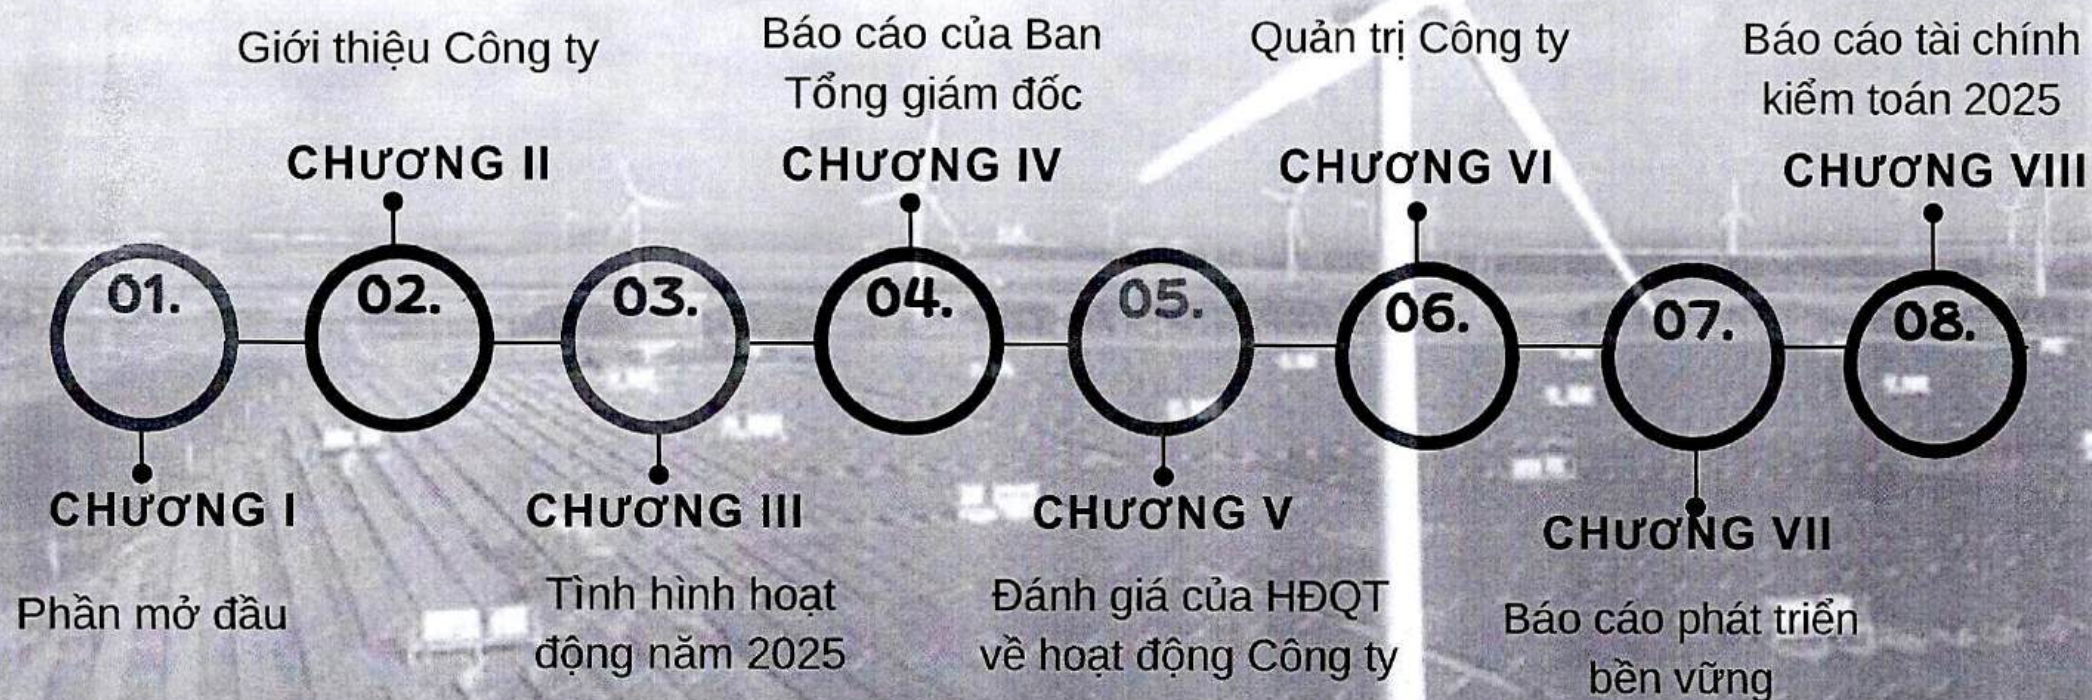 Giới thiệu Công ty
Báo cáo của Ban
Tổng giám đốc
Quản trị Công ty
Báo cáo tài chính
kiểm toán 2025
CHƯƠNG II
CHƯƠNG IV
CHƯƠNG VI
CHƯƠNG VIII
01.
02.
03.
04.
05.
06.
07.
08.
CHƯƠNG I
CHƯƠNG III
CHƯƠNG V
CHƯƠNG VII
Phần mở đầu
Tình hình hoạt
động năm 2025
Đánh giá của HĐQT
về hoạt động Công ty
Báo cáo phát triển
bền vững